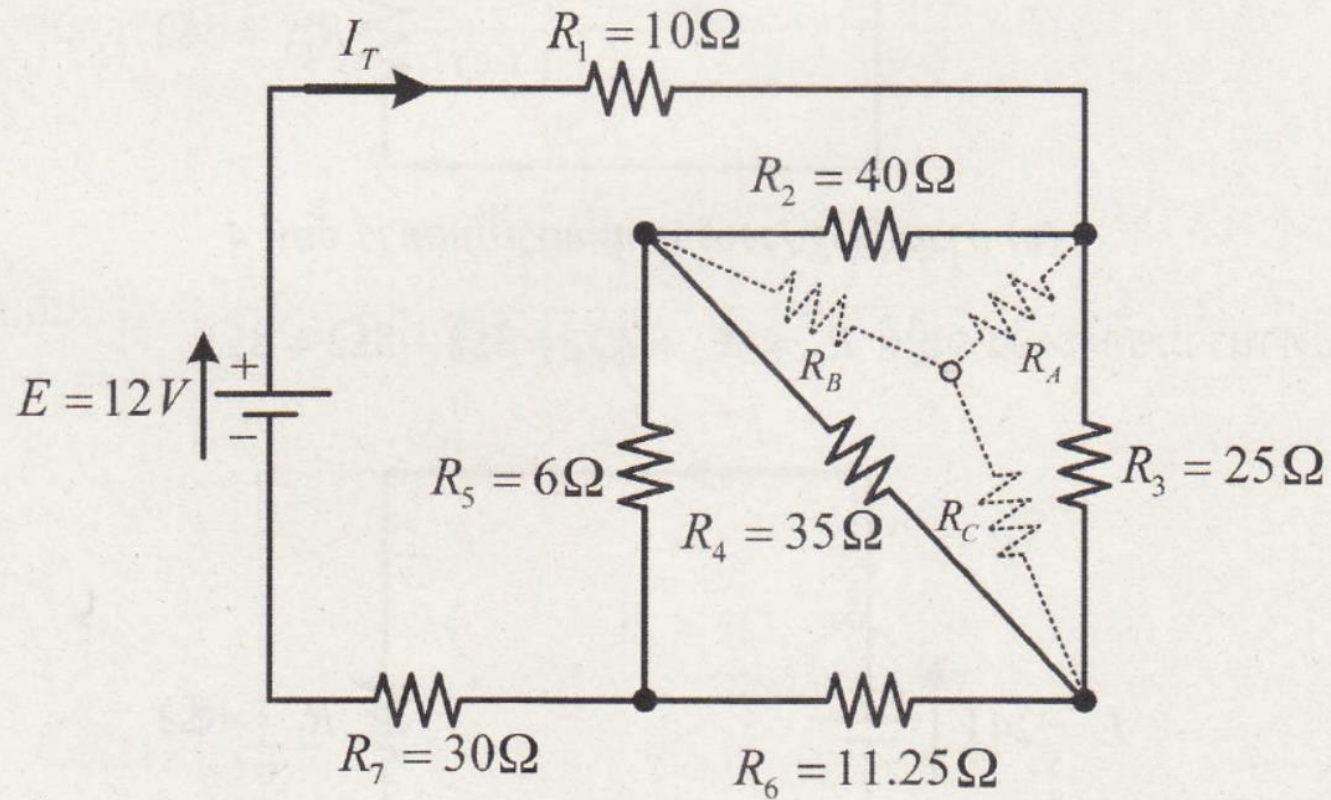 I_T
R_1 = 10Ω
R_2 = 40Ω
R_B
R_A
+
E = 12V
−
R_5 = 6Ω
R_3 = 25Ω
R_4 = 35Ω
R_C
R_7 = 30Ω
R_6 = 11.25Ω